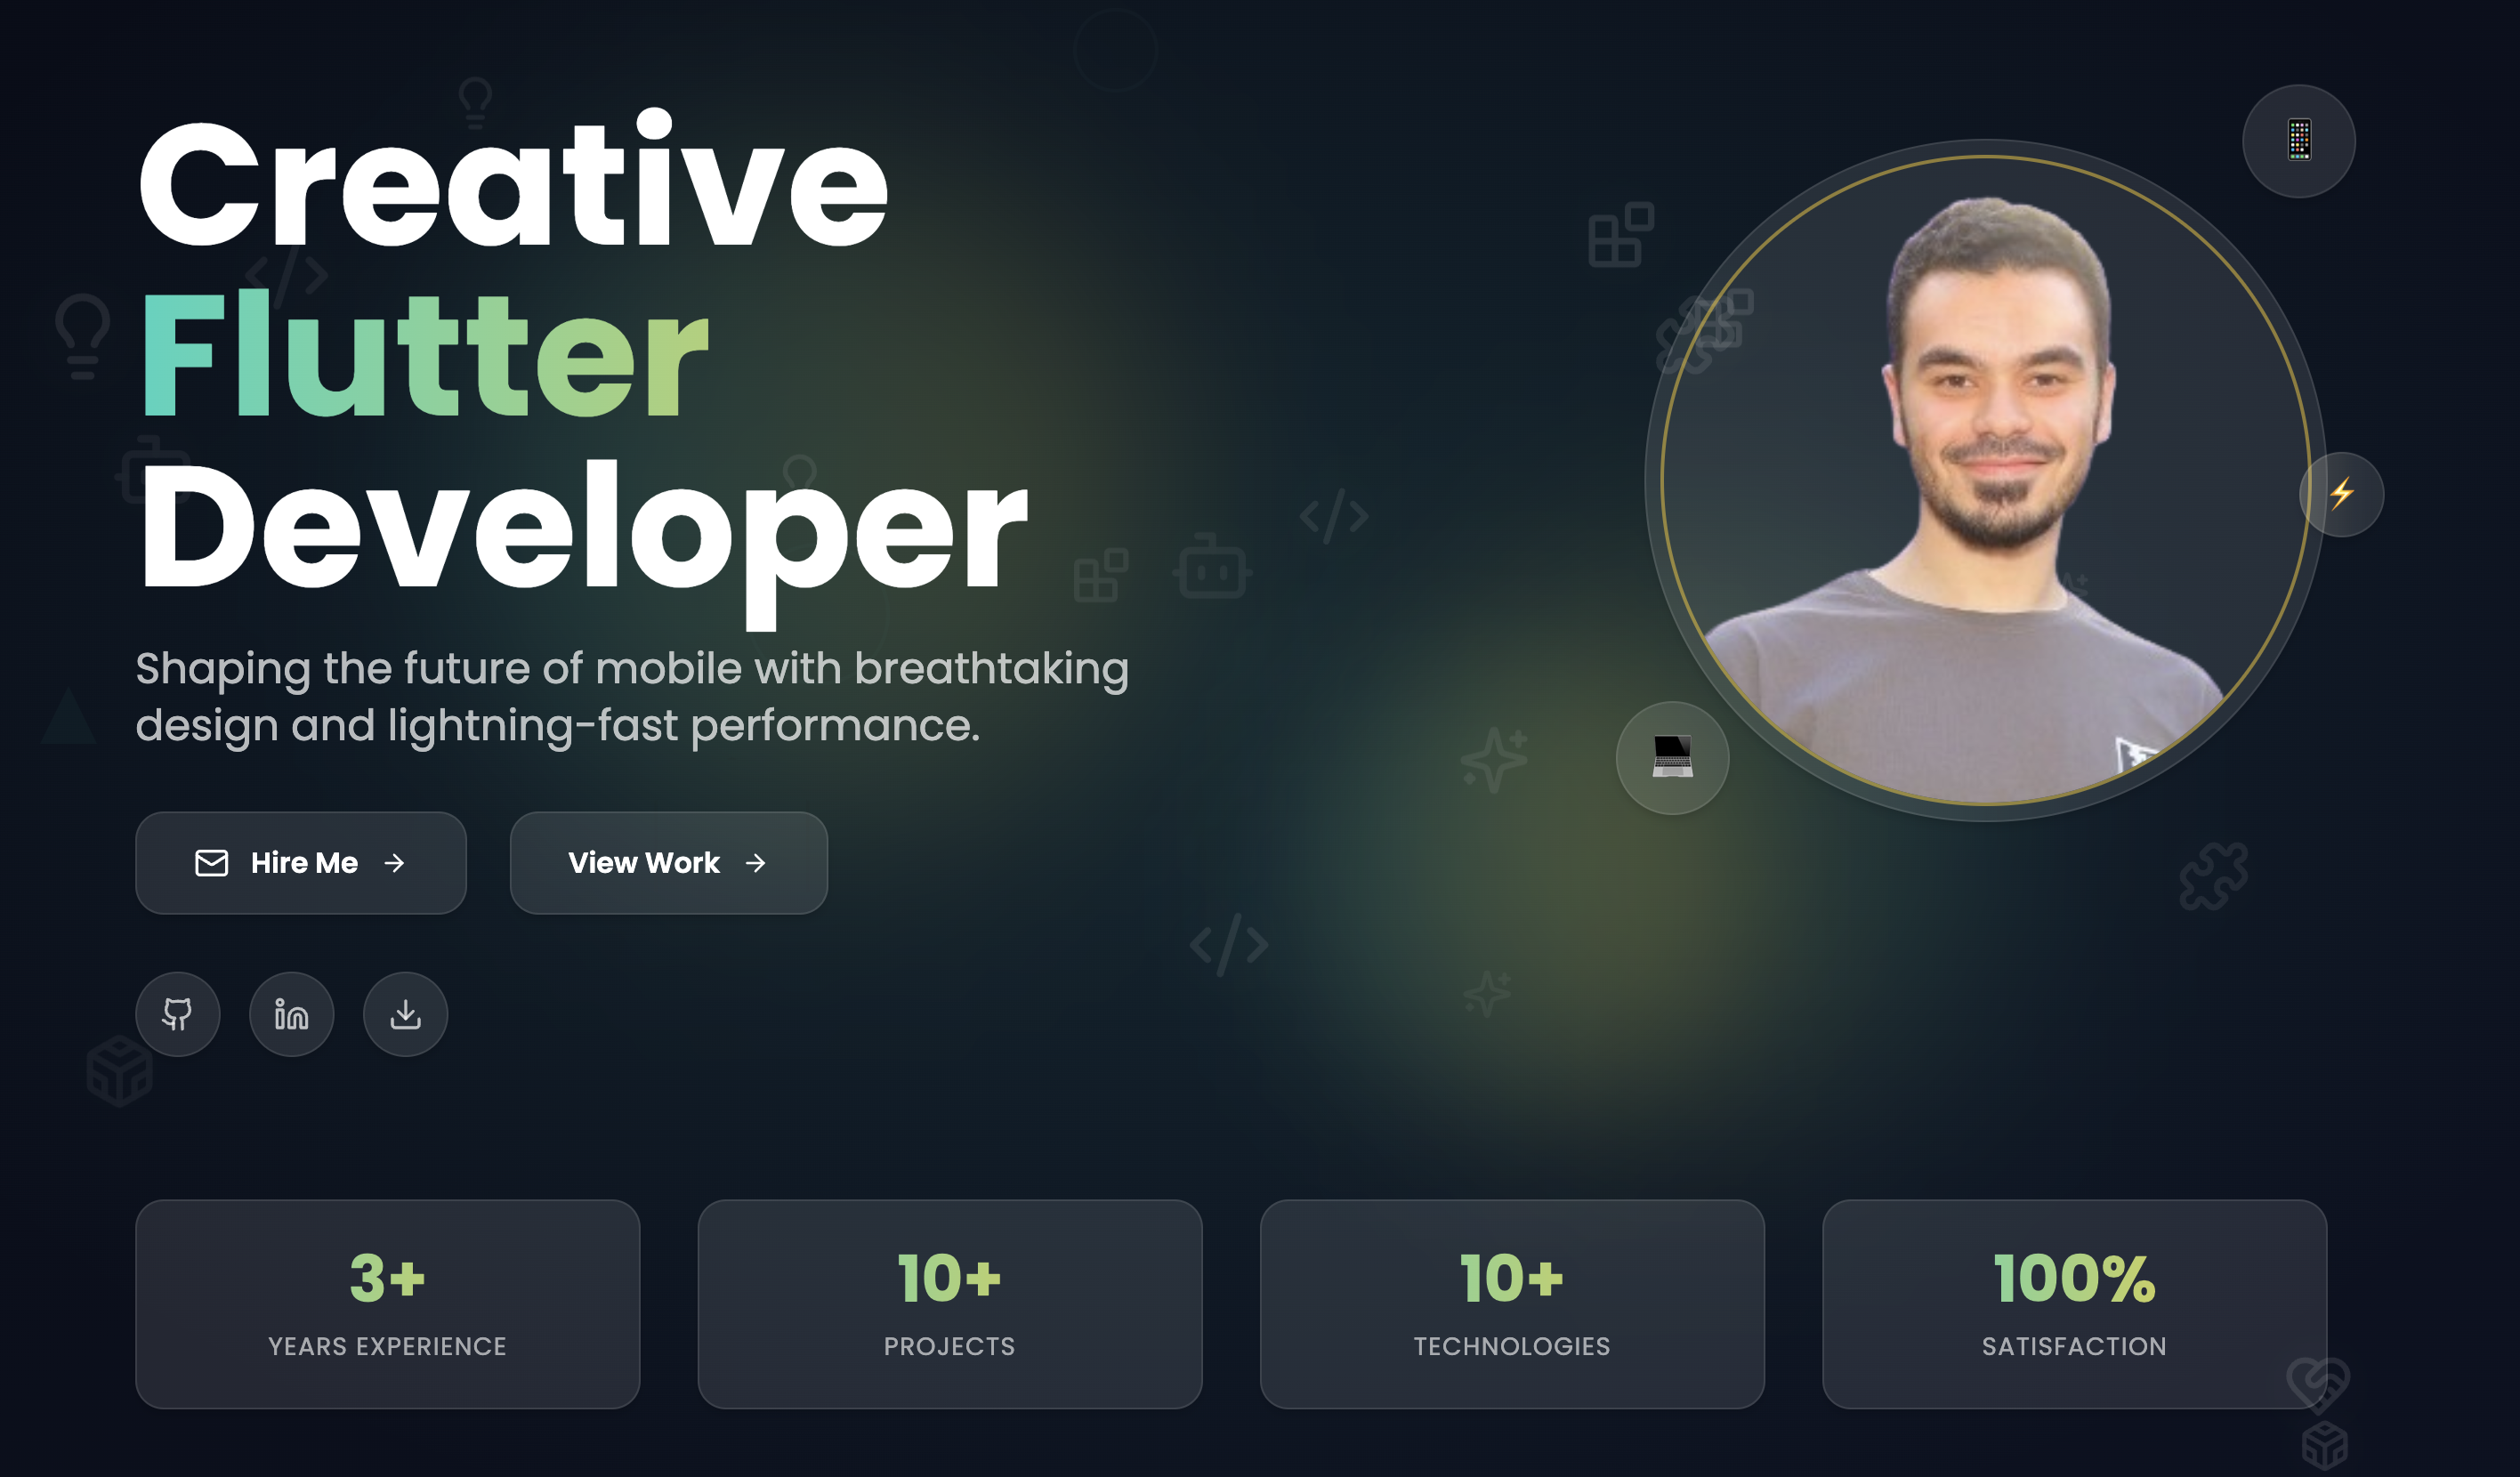 Creative
Flutter
Developer
Shaping the future of mobile with breathtaking
design and lightning-fast performance.
Hire Me
View Work
3+
YEARS EXPERIENCE
10+
PROJECTS
10+
TECHNOLOGIES
100%
SATISFACTION